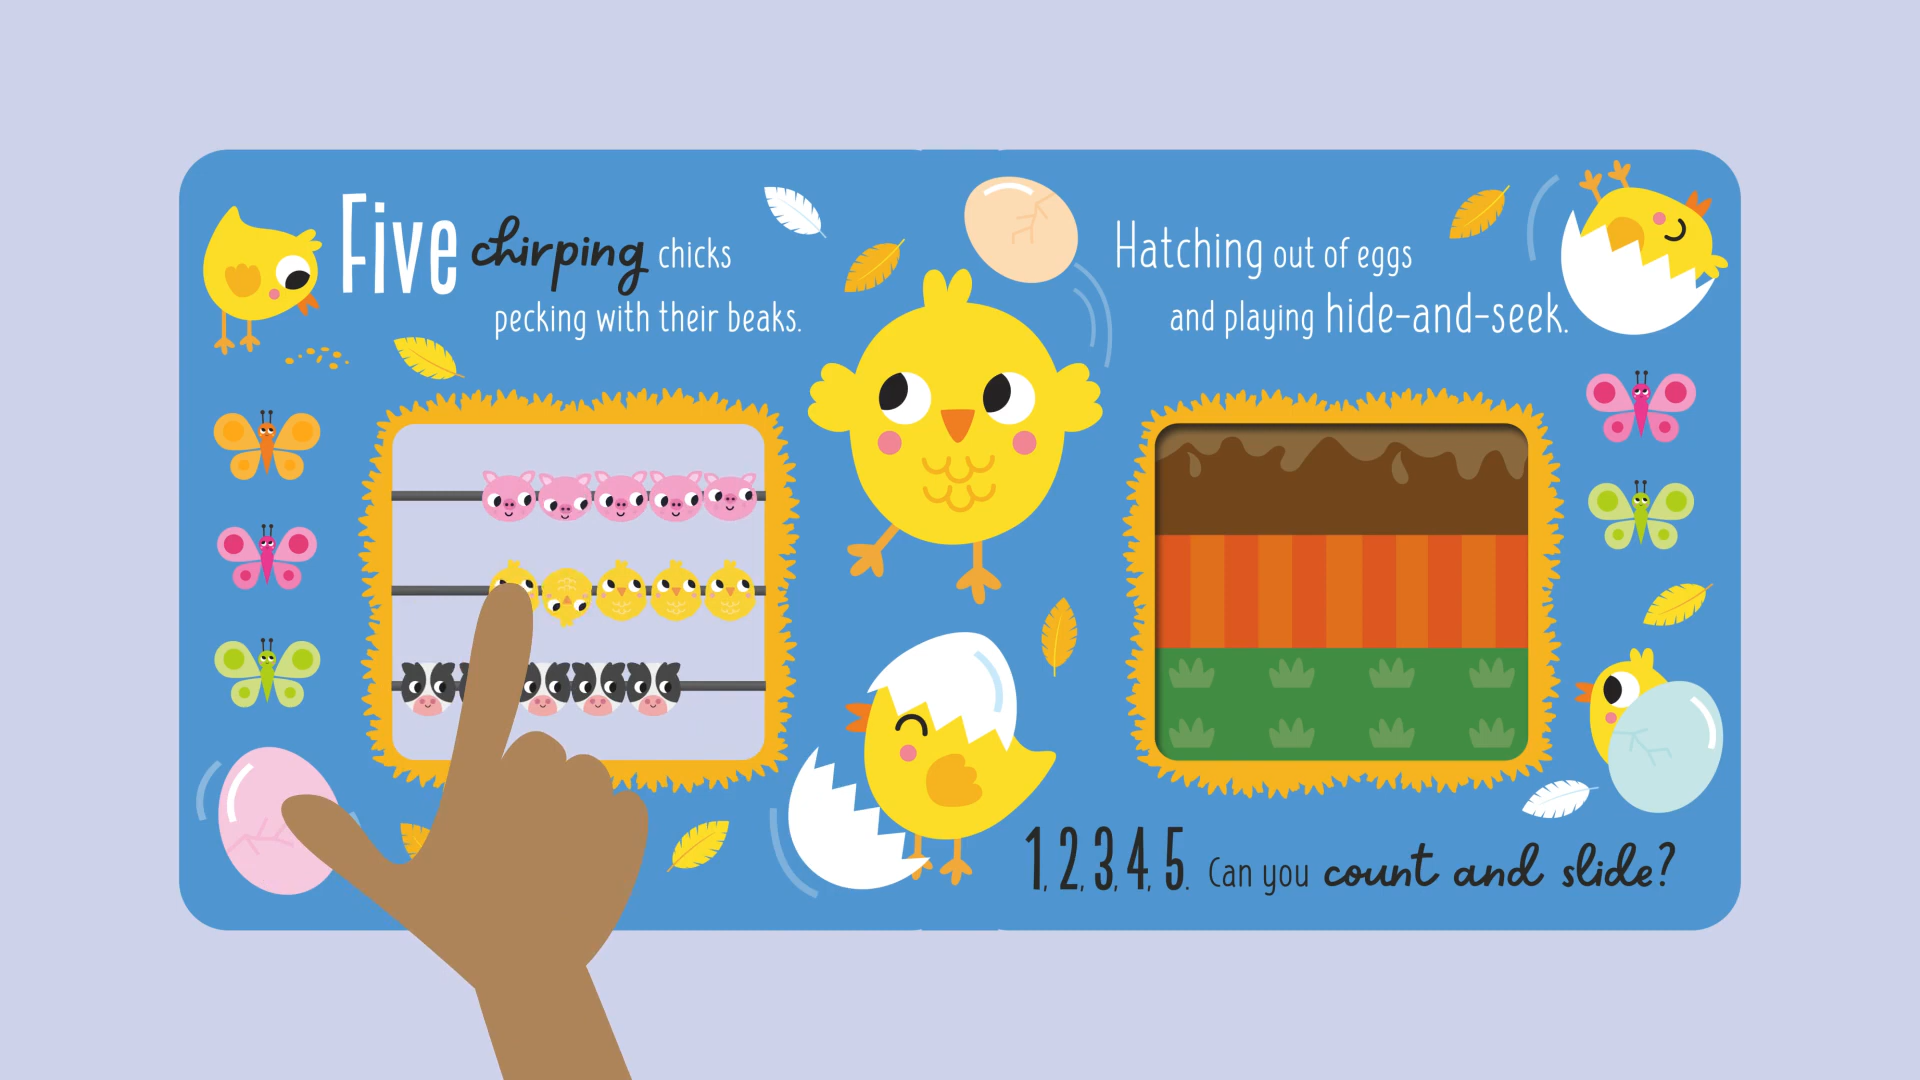 Five chirping chicks
pecking with their beaks.
Hatching out of eggs
and playing hide-and-seek.
1, 2, 3, 4, 5. Can you count and slide?